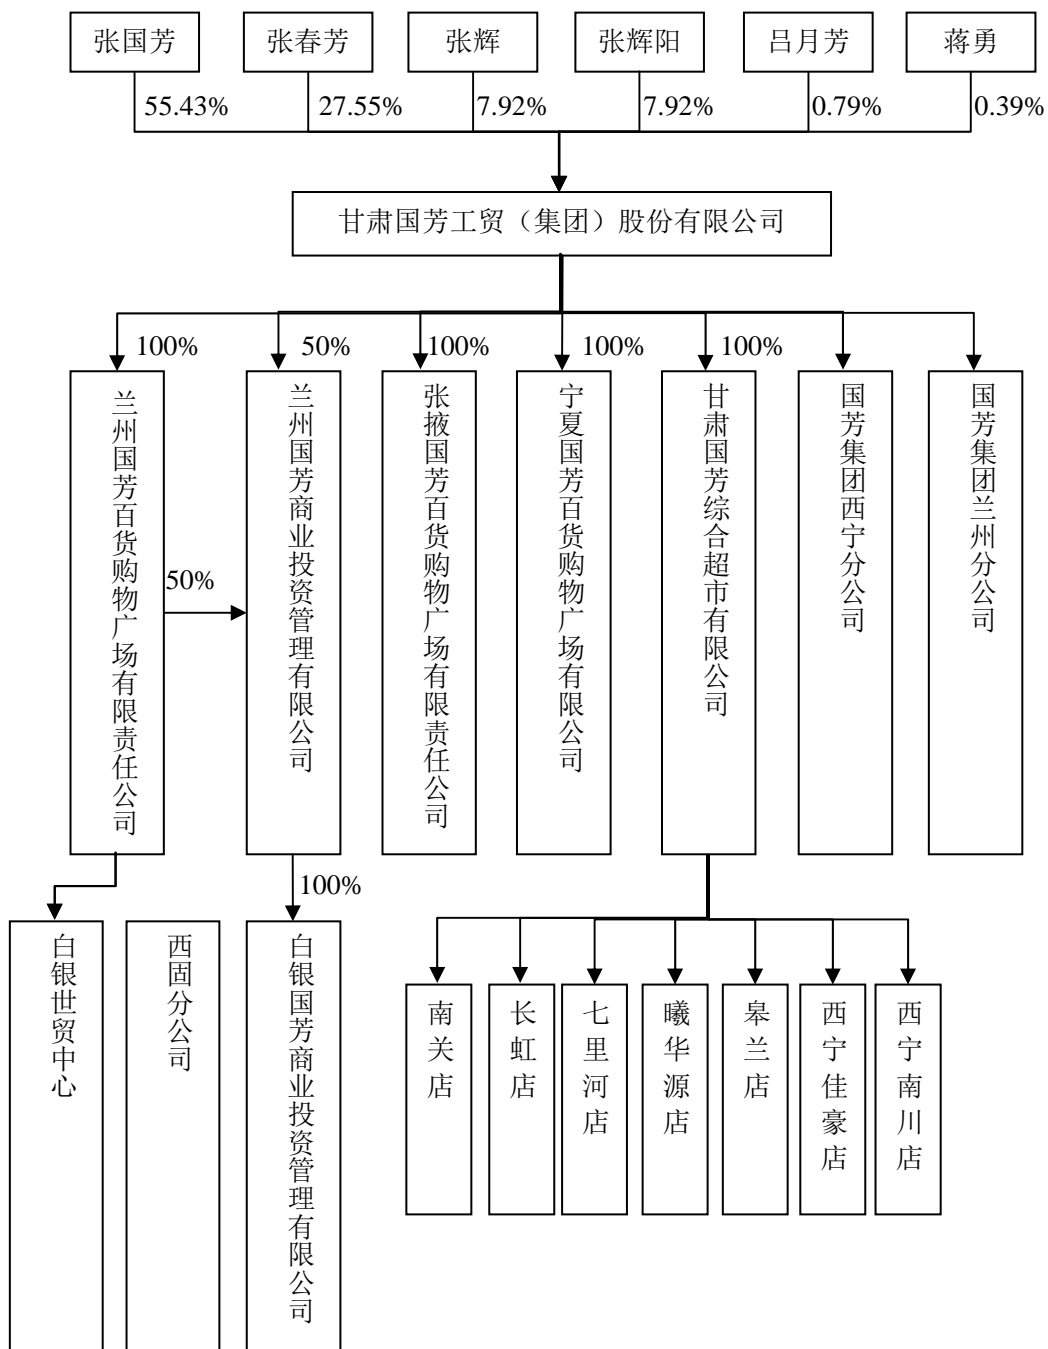 张国芳
张春芳
张辉
张辉阳
吕月芳
蒋勇
55.43%
27.55%
7.92%
7.92%
0.79%
0.39%
甘肃国芳工贸（集团）股份有限公司
100%
50%
100%
100%
100%
兰州国芳百货购物广场有限责任公司
50%
兰州国芳商业投资管理有限公司
张掖国芳百货购物广场有限责任公司
宁夏国芳百货购物广场有限公司
甘肃国芳综合超市有限公司
国芳集团西宁分公司
国芳集团兰州分公司
100%
白银世贸中心
西固分公司
白银国芳商业投资管理有限公司
南关店
长虹店
七里河店
曦华源店
皋兰店
西宁佳豪店
西宁南川店